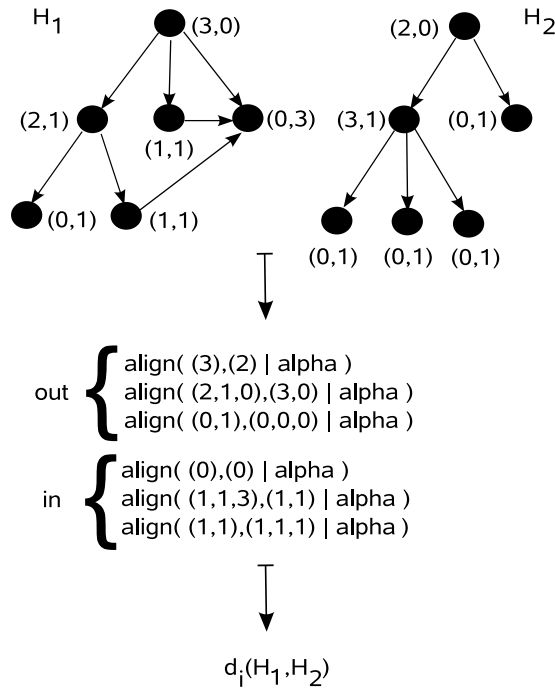 H1 (3,0) (2,0) H2
(2,1) (1,1) (0,3) (3,1) (0,1)
(0,1) (1,1) (0,1) (0,1) (0,1)
out { align( (3),(2) | alpha )
align( (2,1,0),(3,0) | alpha )
align( (0,1),(0,0,0) | alpha )
in { align( (0),(0) | alpha )
align( (1,1,3),(1,1) | alpha )
align( (1,1),(1,1,1) | alpha )
di(H1,H2)